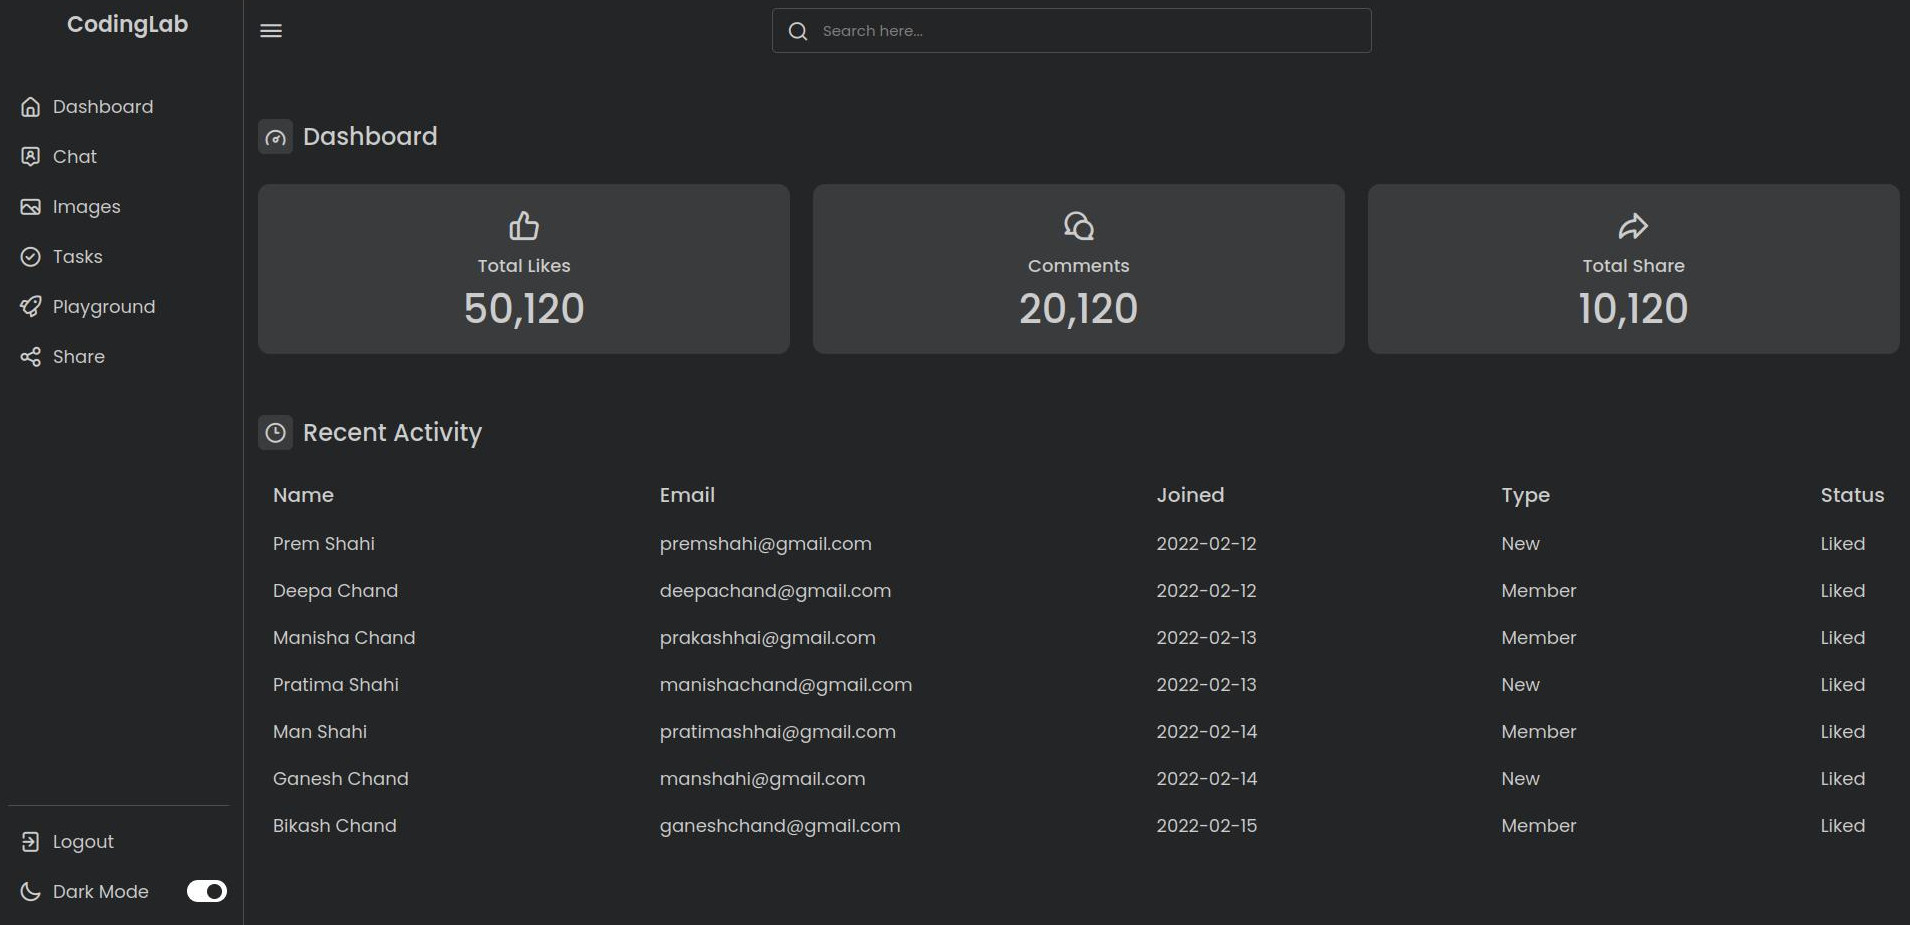 CodingLab
Search here...
Dashboard
Chat
Images
Tasks
Playground
Share
Logout
Dark Mode
Dashboard
Total Likes
50,120
Comments
20,120
Total Share
10,120
Recent Activity
Name Email Joined Type Status
Prem Shahi premshahi@gmail.com 2022-02-12 New Liked
Deepa Chand deepachand@gmail.com 2022-02-12 Member Liked
Manisha Chand prakashhai@gmail.com 2022-02-13 Member Liked
Pratima Shahi manishachand@gmail.com 2022-02-13 New Liked
Man Shahi pratimashhai@gmail.com 2022-02-14 Member Liked
Ganesh Chand manshahi@gmail.com 2022-02-14 New Liked
Bikash Chand ganeshchand@gmail.com 2022-02-15 Member Liked